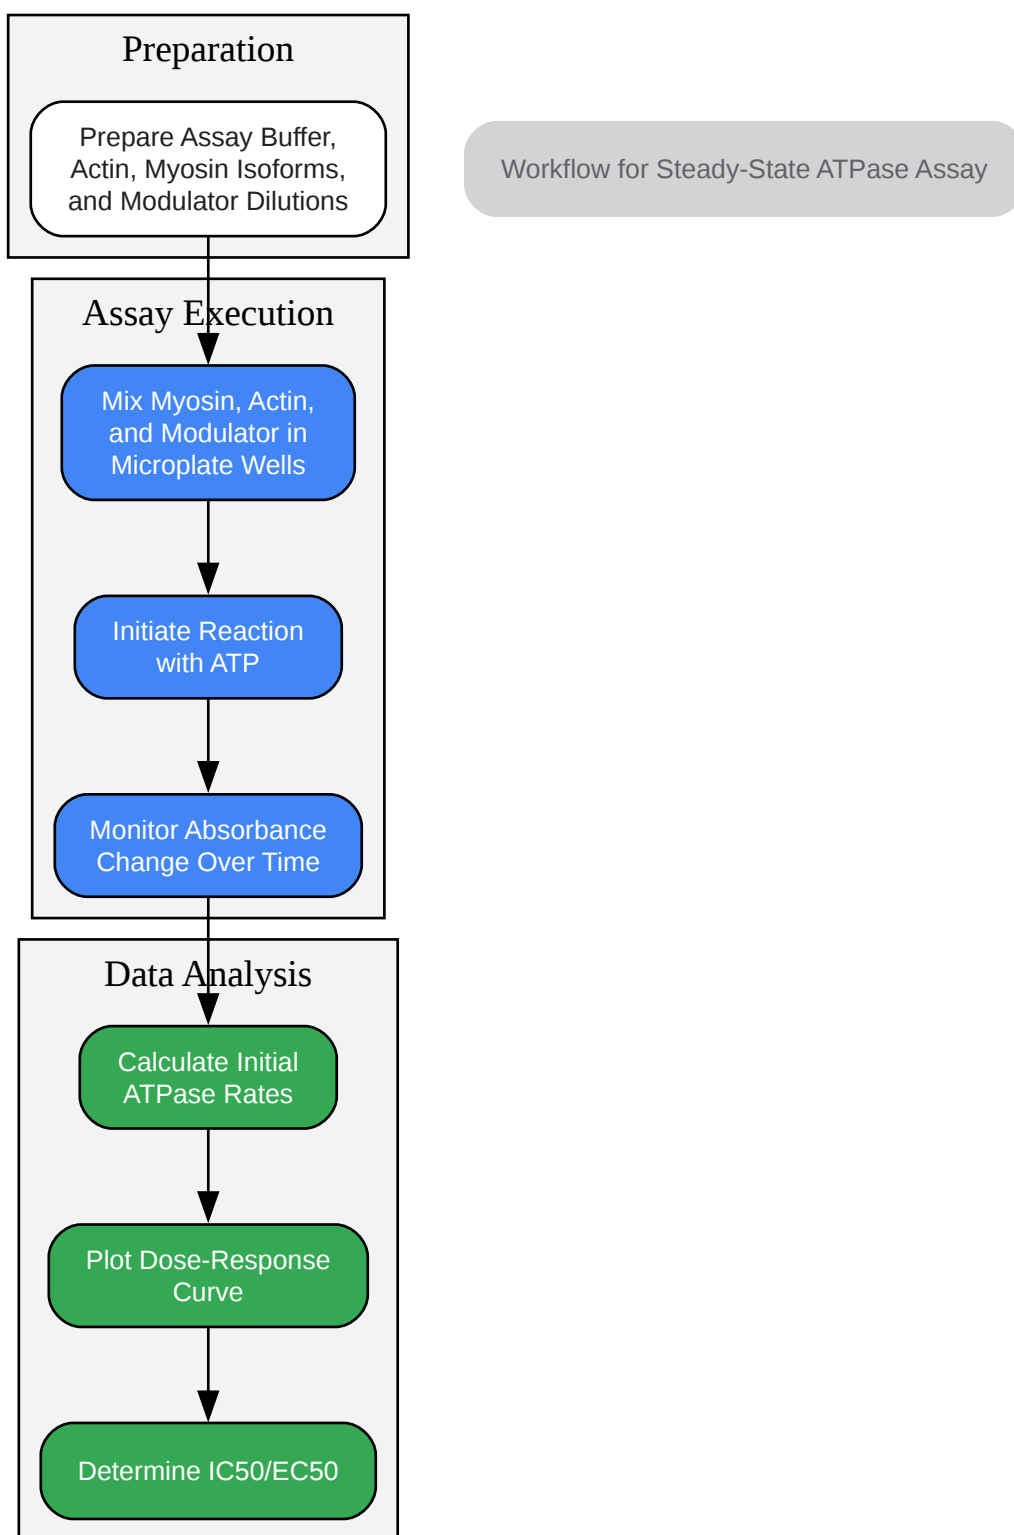 Preparation
Prepare Assay Buffer,
Actin, Myosin Isoforms,
and Modulator Dilutions
Workflow for Steady-State ATPase Assay
Assay Execution
Mix Myosin, Actin,
and Modulator in
Microplate Wells
Initiate Reaction
with ATP
Monitor Absorbance
Change Over Time
Data Analysis
Calculate Initial
ATPase Rates
Plot Dose-Response
Curve
Determine IC50/EC50